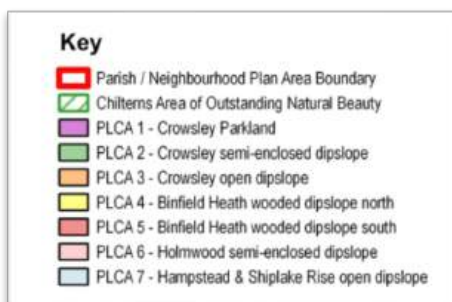 Key
Parish / Neighbourhood Plan Area Boundary
Chilterns Area of Outstanding Natural Beauty
PLCA 1 - Crowsley Parkland
PLCA 2 - Crowsley semi-enclosed dipslope
PLCA 3 - Crowsley open dipslope
PLCA 4 - Binfield Heath wooded dipslope north
PLCA 5 - Binfield Heath wooded dipslope south
PLCA 6 - Holmwood semi-enclosed dipslope
PLCA 7 - Hampstead & Shiplake Rise open dipslope